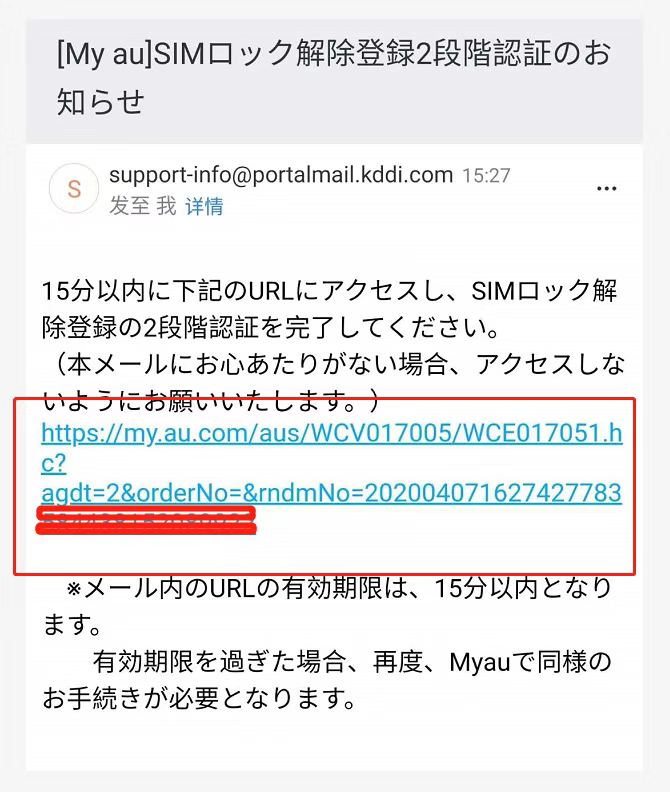 [My au]SIMロック解除登録2段階認証のお
知らせ
S
support-info@portalmail.kddi.com 15:27
发至 我 详情
15分以内に下記のURLにアクセスし、SIMロック解
除登録の2段階認証を完了してください。
（本メールにお心あたりがない場合、アクセスしな
いようにお願いいたします。）
https://my.au.com/aus/WCV017005/WCE017051.h
c?
agdt=2&orderNo=&rndmNo=202004071627427783
※メール内のURLの有効期限は、15分以内となり
ます。
有効期限を過ぎた場合、再度、Myauで同様の
お手続きが必要となります。